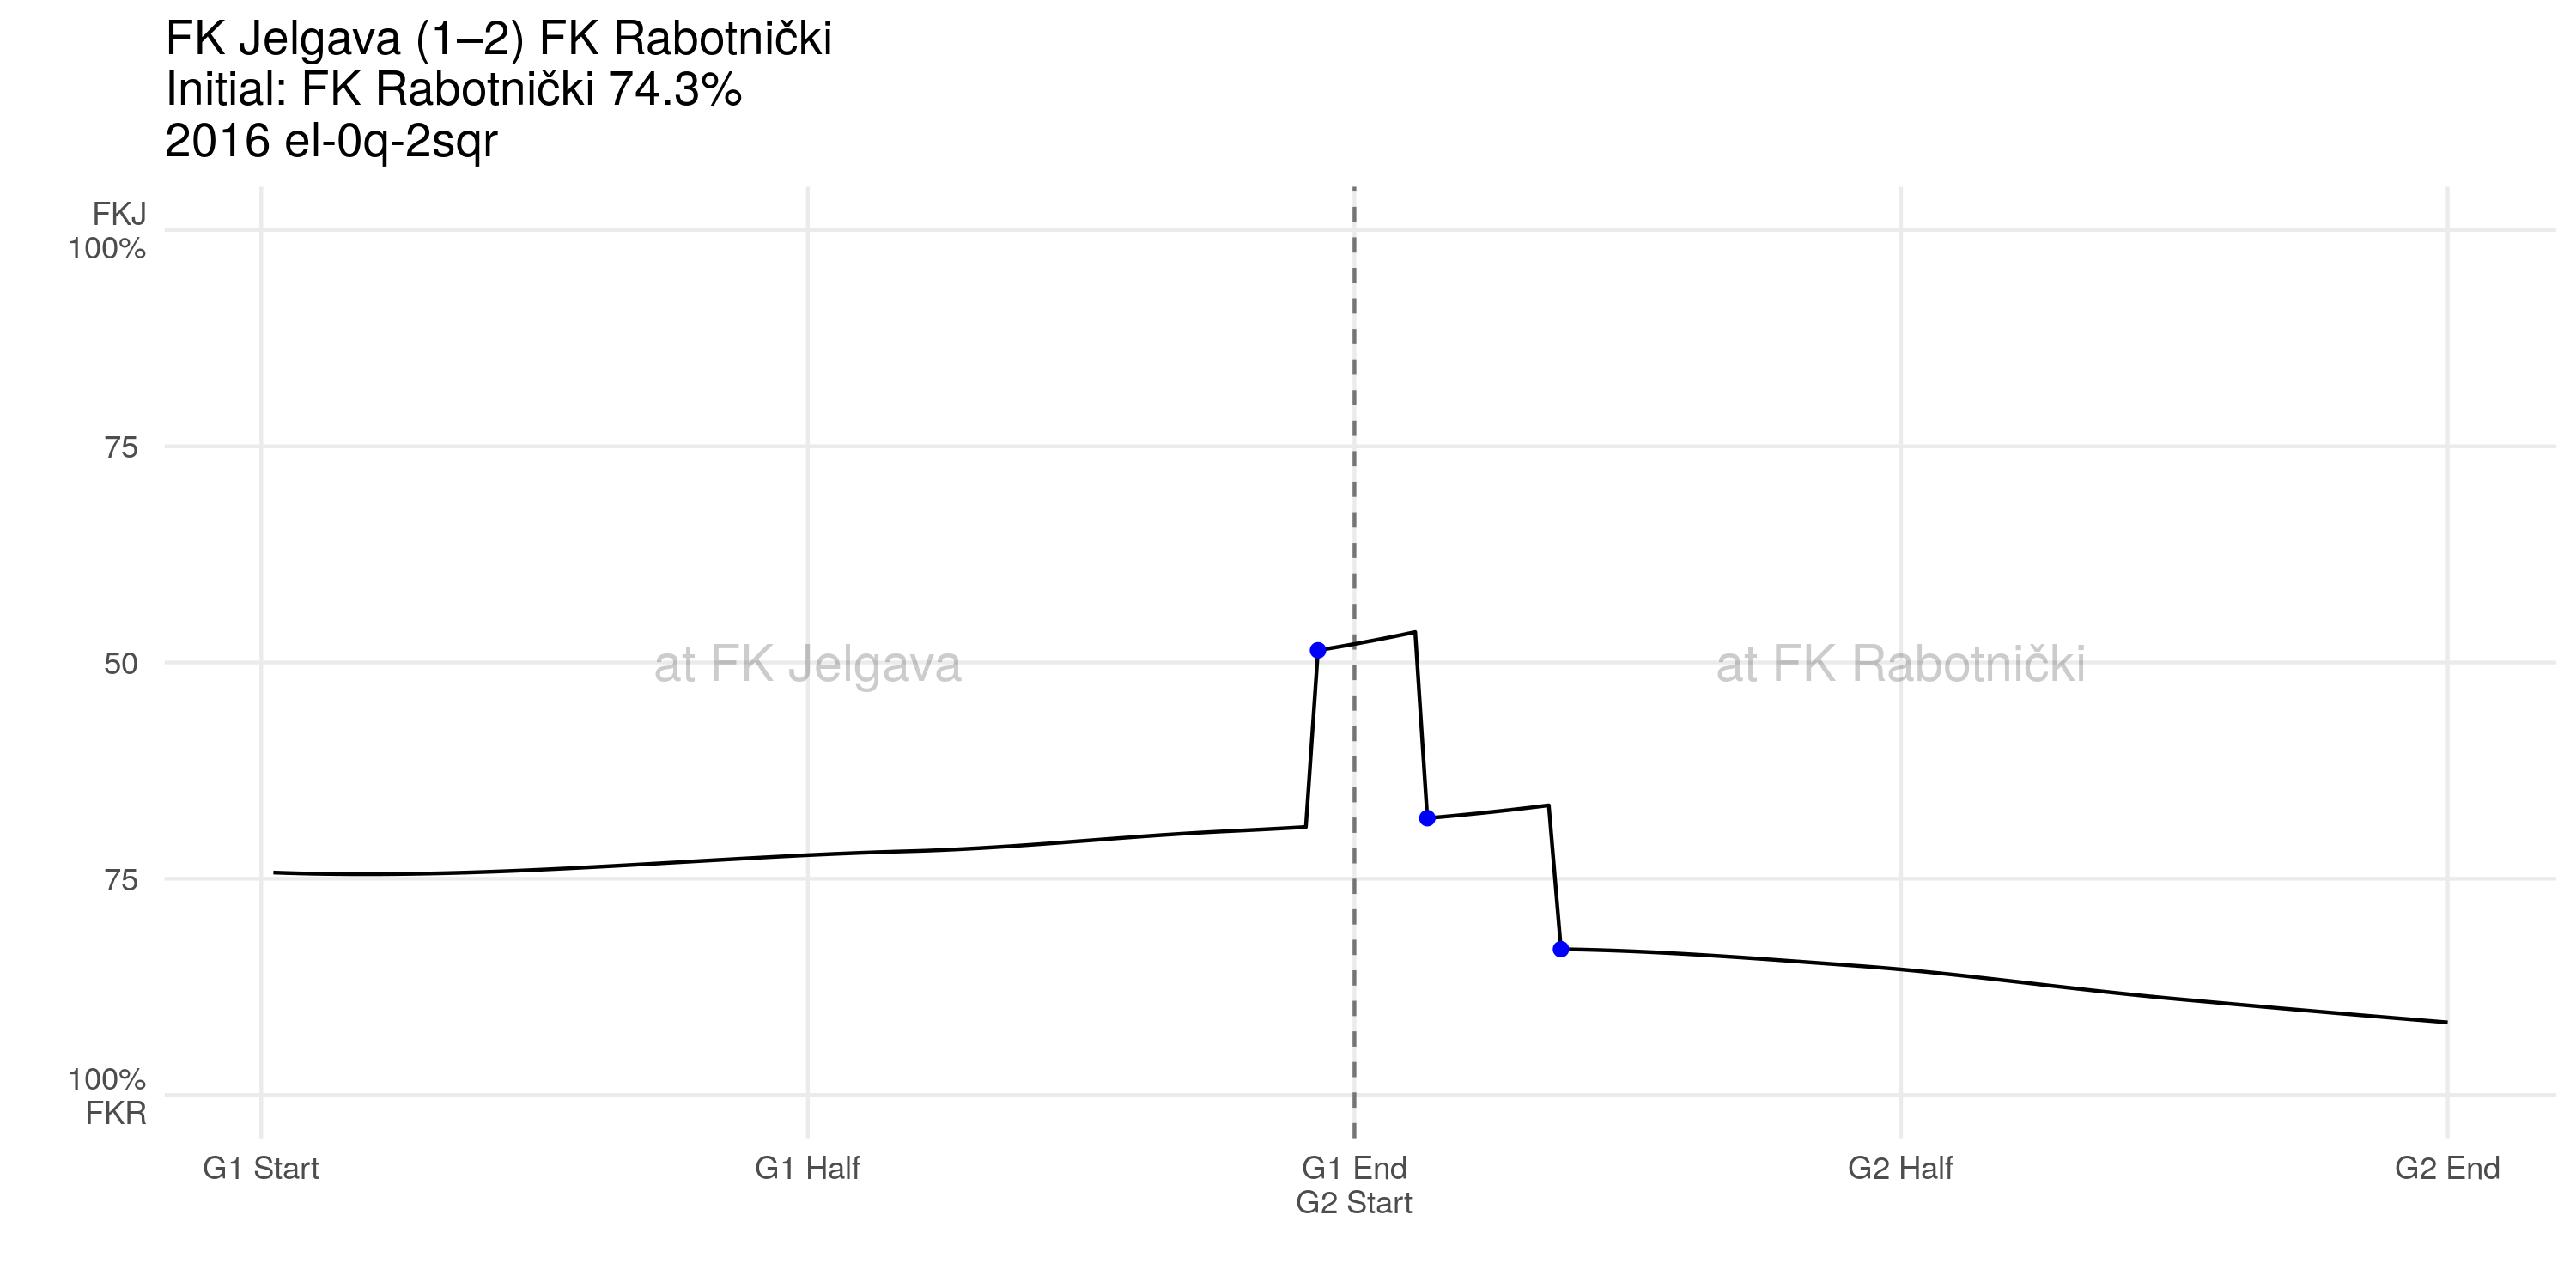 FK Jelgava (1–2) FK Rabotnički
Initial: FK Rabotnički 74.3%
2016 el-0q-2sqr
FKJ
100%
75
50
75
100%
FKR
at FK Jelgava
at FK Rabotnički
G1 Start
G1 Half
G1 End
G2 Start
G2 Half
G2 End